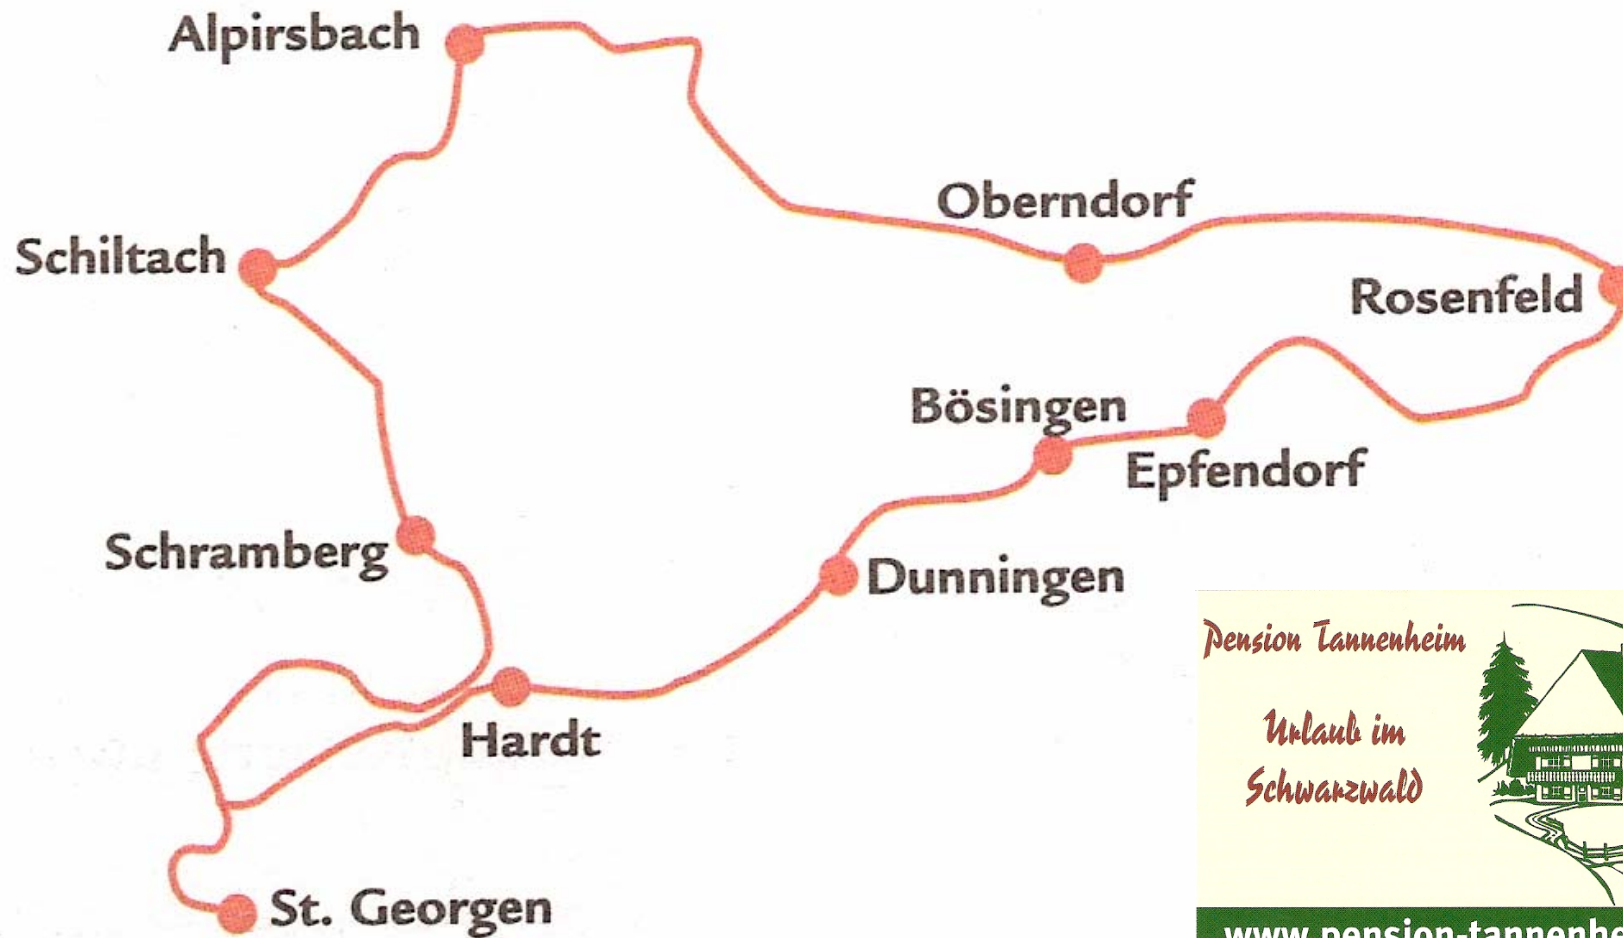 Alpirsbach
Oberndorf
Schiltach
Rosenfeld
Bösingen
Epfendorf
Schramberg
Dunningen
Hardt
St. Georgen
Pension Tannenheim
Urlaub im
Schwarzwald